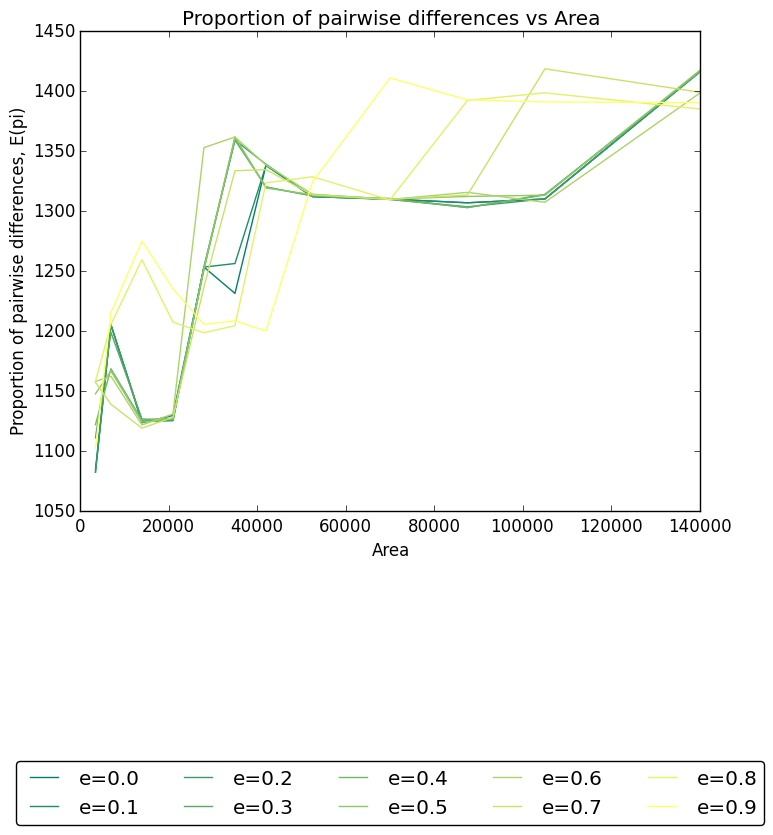 Proportion of pairwise differences vs Area
1450
1400
1350
1300
1250
1200
1150
1100
1050
Proportion of pairwise differences, E(pi)
0 20000 40000 60000 80000 100000 120000 140000
Area
e=0.0 e=0.2 e=0.4 e=0.6 e=0.8
e=0.1 e=0.3 e=0.5 e=0.7 e=0.9